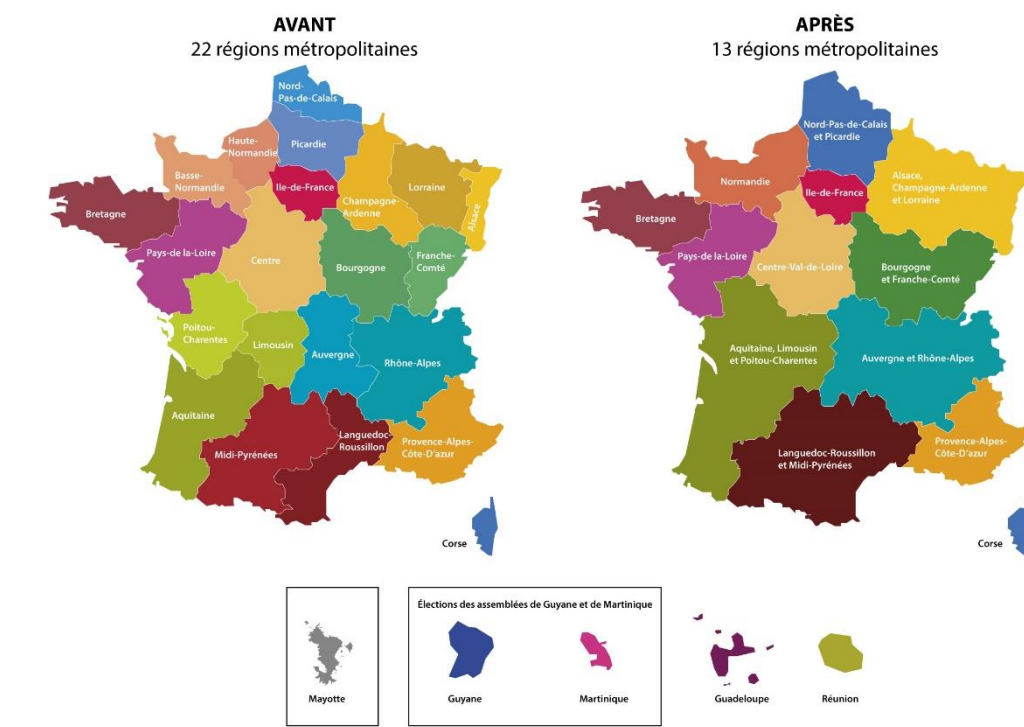 AVANT
22 régions métropolitaines
Nord-
Pas-de-Calais
Haute-
Normandie
Picardie
Basse-
Normandie
Ile-de-France
Champagne-
Ardenne
Lorraine
Alsace
Bretagne
Pays-de la-Loire
Centre
Bourgogne
Franche-
Comté
Poitou-
Charentes
Limousin
Auvergne
Rhône-Alpes
Aquitaine
Midi-Pyrénées
Languedoc-
Roussillon
Provence-Alpes-
Côte-D'azur
Corse
APRÈS
13 régions métropolitaines
Nord-Pas-de-Calais
et Picardie
Normandie
Ile-de-France
Alsace,
Champagne-Ardenne
et Lorraine
Bretagne
Pays-de la-Loire
Centre-Val-de-Loire
Bourgogne
et Franche-Comté
Aquitaine, Limousin
et Poitou-Charentes
Auvergne et Rhône-Alpes
Languedoc-Roussillon
et Midi-Pyrénées
Provence-Alpes-
Côte-D'azur
Corse
Mayotte
Élections des assemblées de Guyane et de Martinique
Guyane
Martinique
Guadeloupe
Réunion